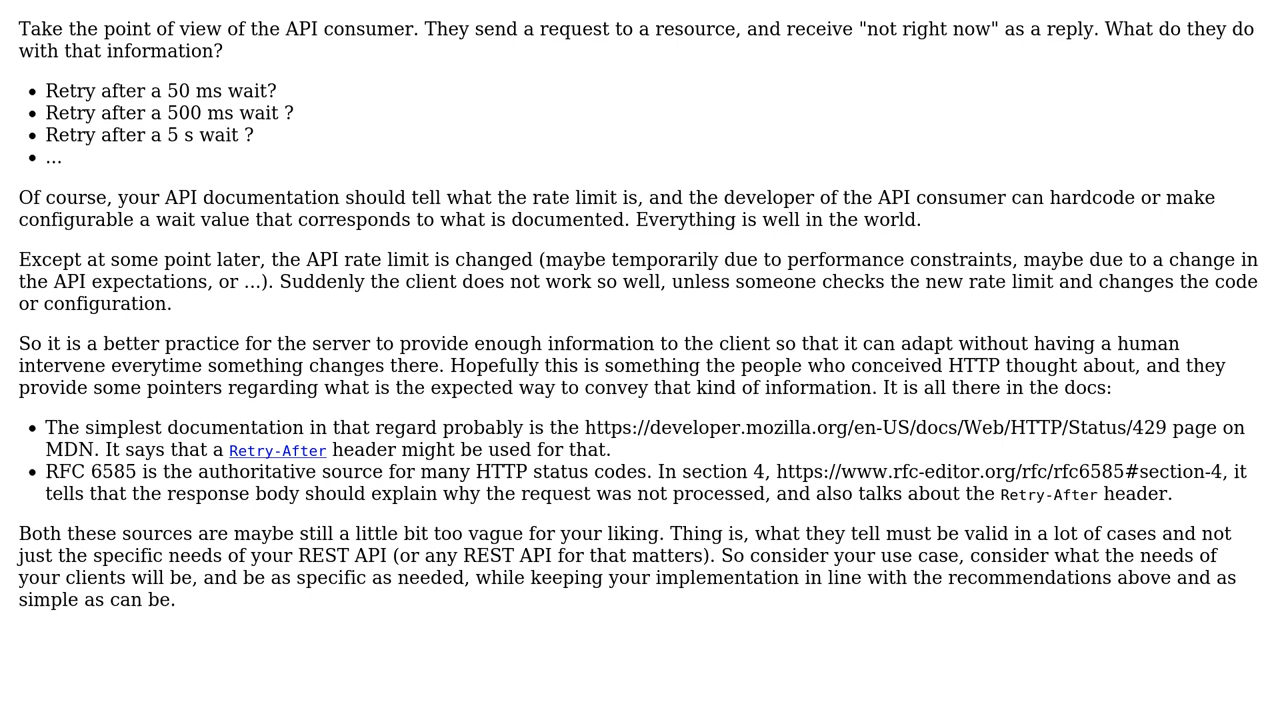 Take the point of view of the API consumer. They send a request to a resource, and receive "not right now" as a reply. What do they do
with that information?
• Retry after a 50 ms wait?
• Retry after a 500 ms wait ?
• Retry after a 5 s wait ?
• ...
Of course, your API documentation should tell what the rate limit is, and the developer of the API consumer can hardcode or make
configurable a wait value that corresponds to what is documented. Everything is well in the world.
Except at some point later, the API rate limit is changed (maybe temporarily due to performance constraints, maybe due to a change in
the API expectations, or ...). Suddenly the client does not work so well, unless someone checks the new rate limit and changes the code
or configuration.
So it is a better practice for the server to provide enough information to the client so that it can adapt without having a human
intervene everytime something changes there. Hopefully this is something the people who conceived HTTP thought about, and they
provide some pointers regarding what is the expected way to convey that kind of information. It is all there in the docs:
• The simplest documentation in that regard probably is the https://developer.mozilla.org/en-US/docs/Web/HTTP/Status/429 page on
MDN. It says that a Retry-After header might be used for that.
• RFC 6585 is the authoritative source for many HTTP status codes. In section 4, https://www.rfc-editor.org/rfc/rfc6585#section-4, it
tells that the response body should explain why the request was not processed, and also talks about the Retry-After header.
Both these sources are maybe still a little bit too vague for your liking. Thing is, what they tell must be valid in a lot of cases and not
just the specific needs of your REST API (or any REST API for that matters). So consider your use case, consider what the needs of
your clients will be, and be as specific as needed, while keeping your implementation in line with the recommendations above and as
simple as can be.